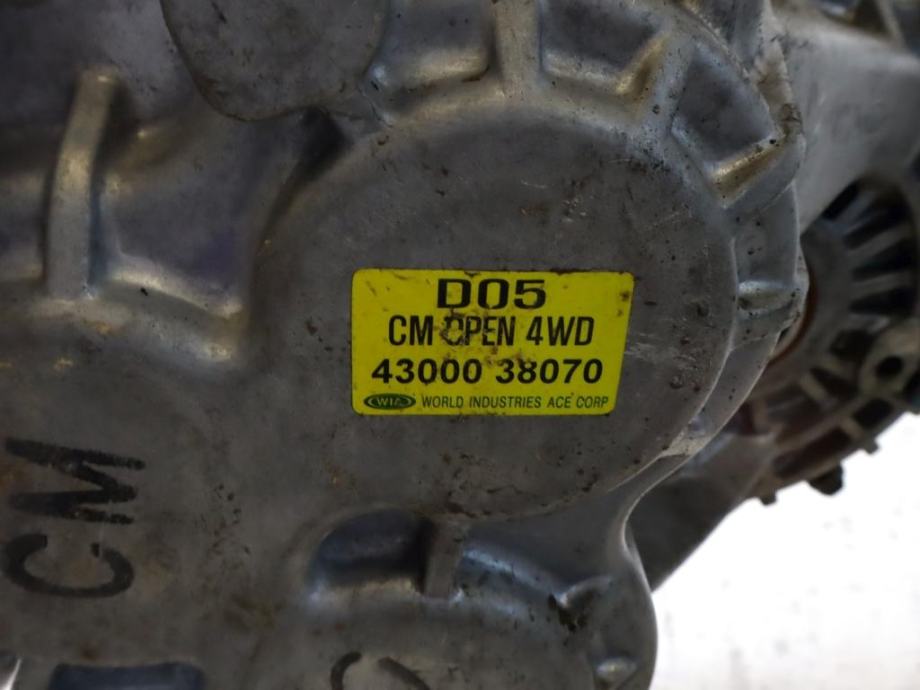 D05
CM OPEN 4WD
43000 38070
WIA WORLD INDUSTRIES ACE CORP
CM